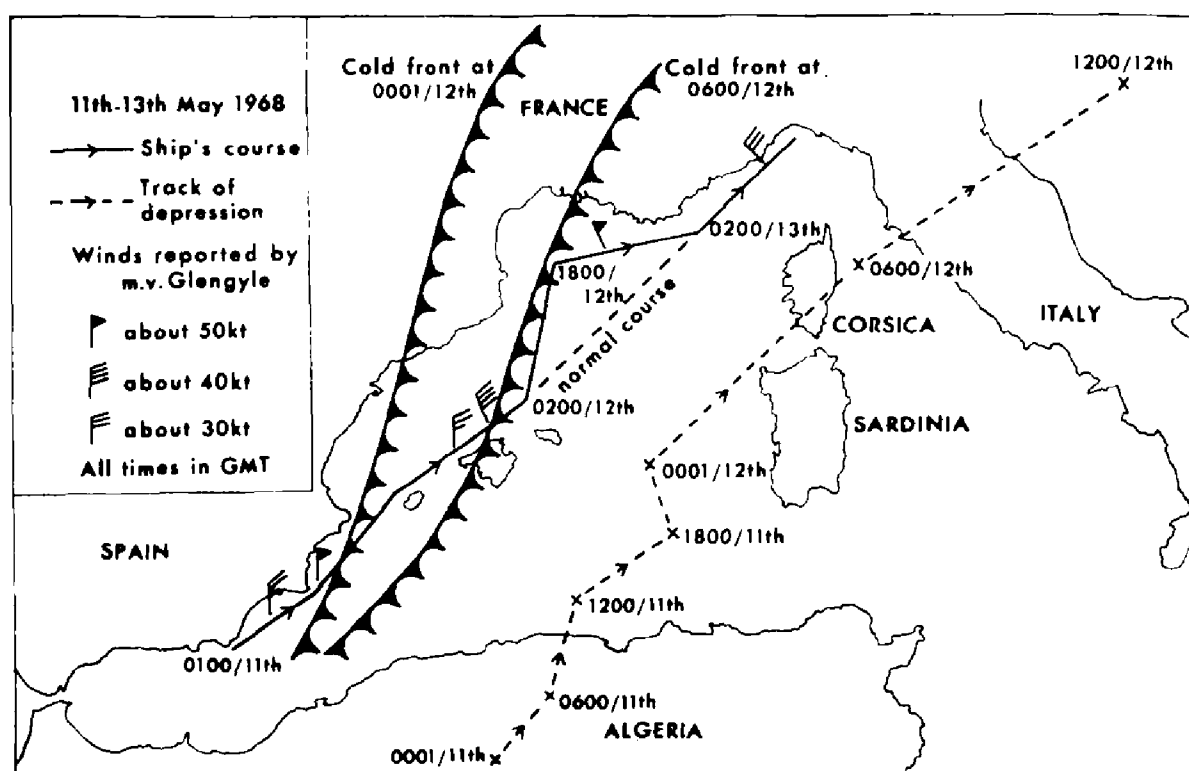 11th-13th May 1968
Ship's course
Track of
depression
Winds reported by
m.v. Glengyle
about 50kt
about 40kt
about 30kt
All times in GMT
Cold front at
0001/12th
FRANCE
Cold front at
0600/12th
1200/12th
0200/13th
1800/
12th
0600/12th
normal course
CORSICA
ITALY
0200/12th
SARDINIA
0001/12th
SPAIN
1800/11th
1200/11th
0100/11th
0600/11th
ALGERIA
0001/11th